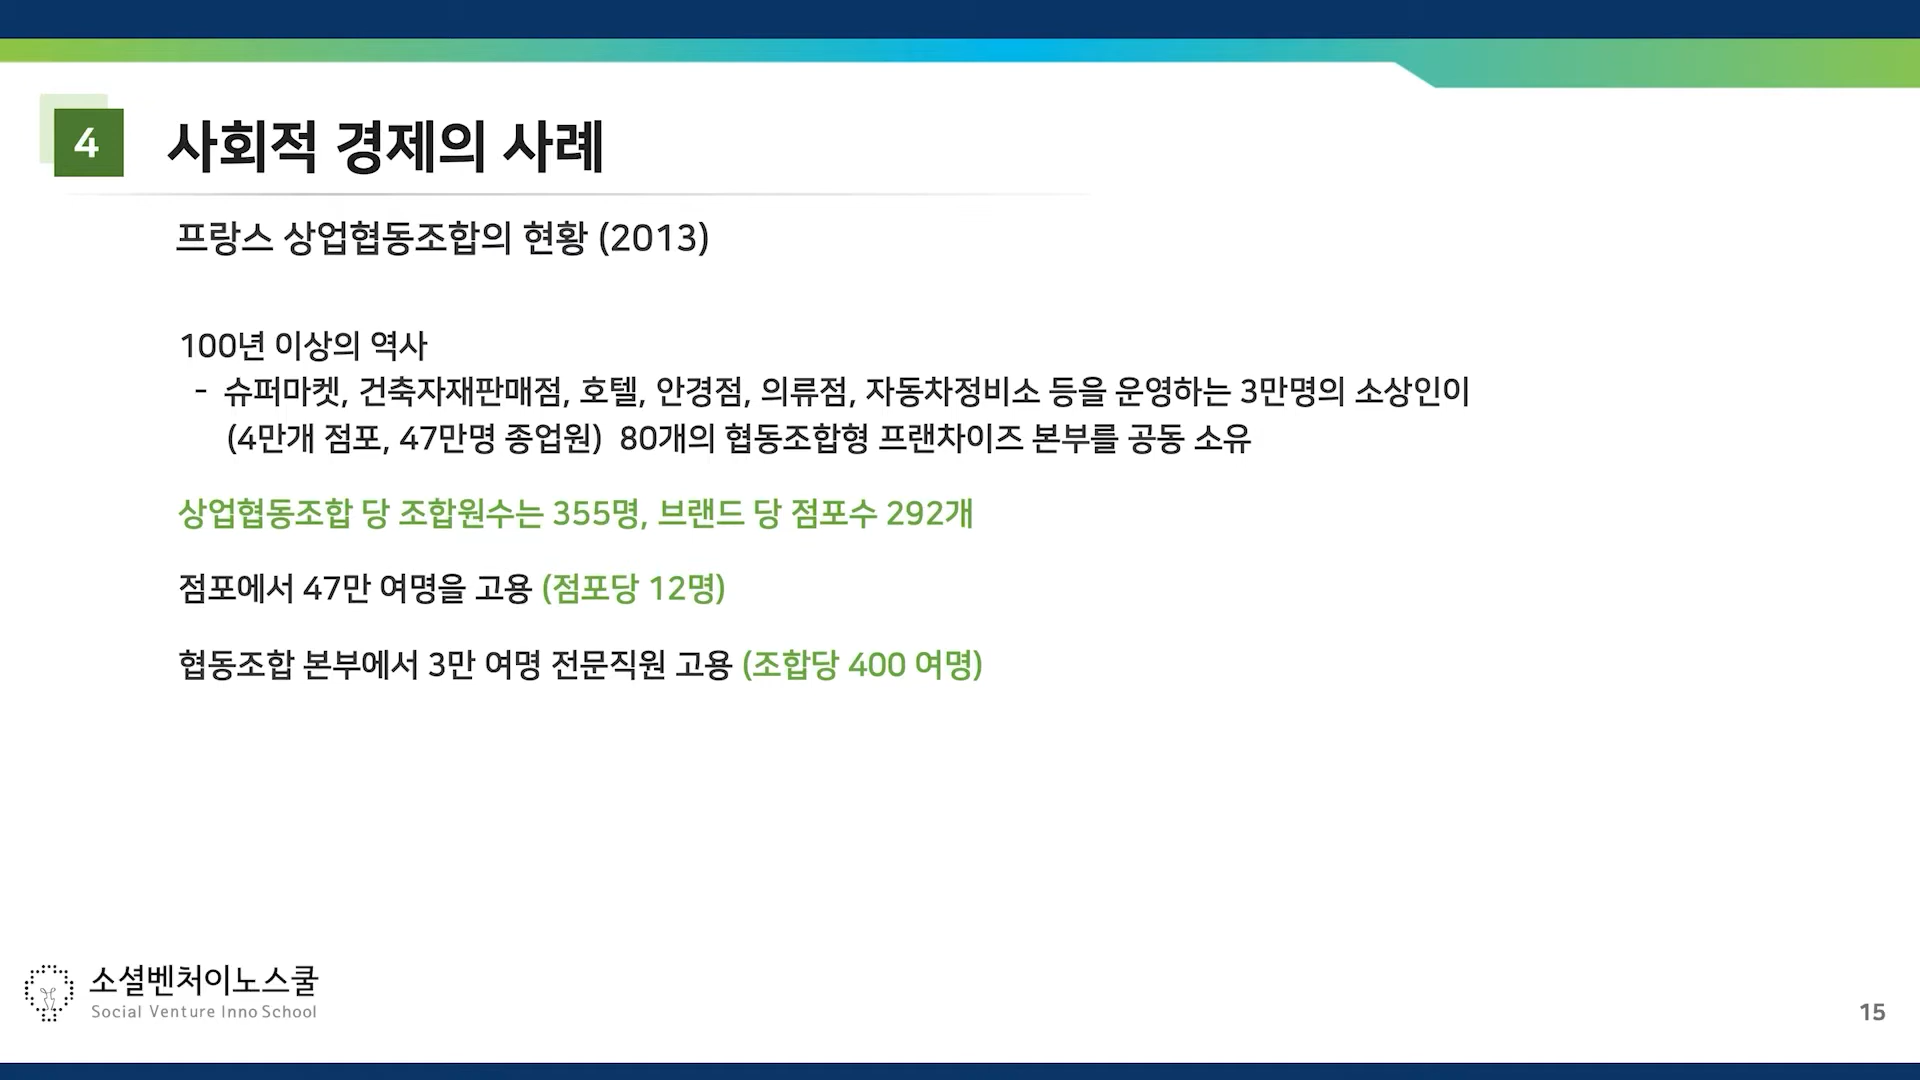 4
사회적 경제의 사례
프랑스 상업협동조합의 현황 (2013)
100년 이상의 역사
- 슈퍼마켓, 건축자재판매점, 호텔, 안경점, 의류점, 자동차정비소 등을 운영하는 3만명의 소상인이
(4만개 점포, 47만명 종업원) 80개의 협동조합형 프랜차이즈 본부를 공동 소유
상업협동조합 당 조합원수는 355명, 브랜드 당 점포수 292개
점포에서 47만 여명을 고용 (점포당 12명)
협동조합 본부에서 3만 여명 전문직원 고용 (조합당 400 여명)
소셜벤처이노스쿨
Social Venture Inno School
15